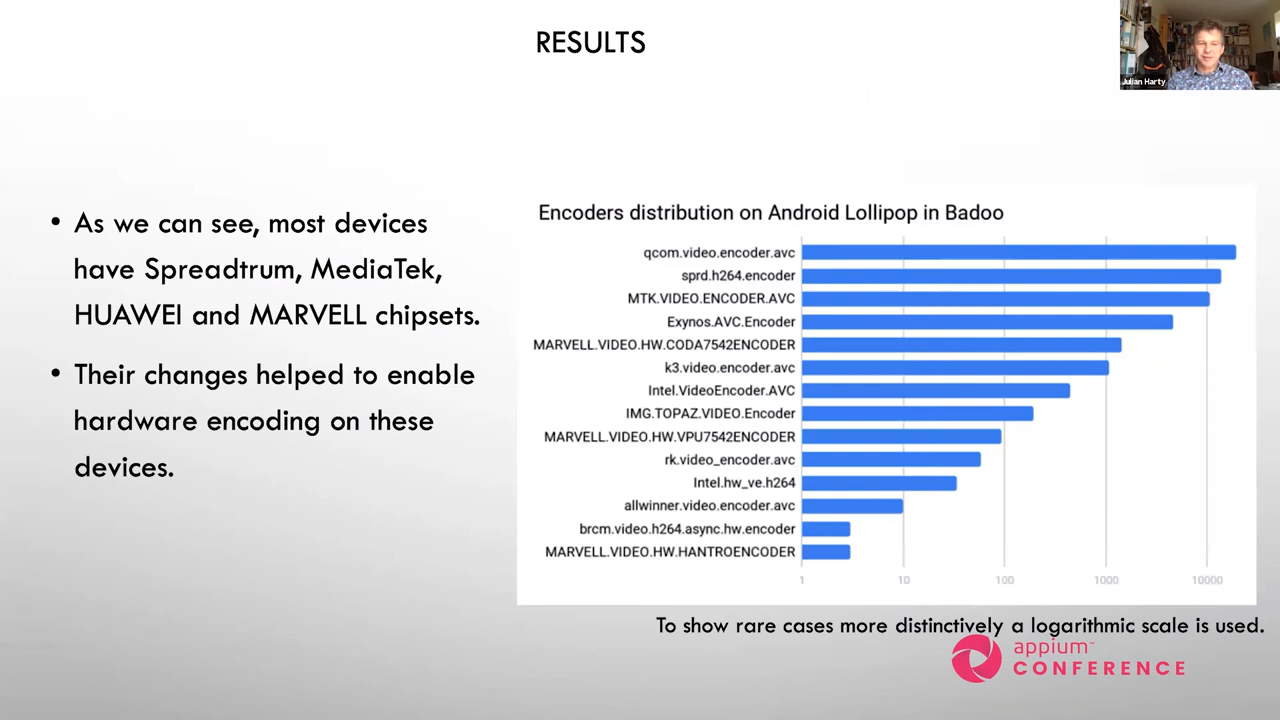 RESULTS
Julian Harty
• As we can see, most devices
have Spreadtrum, MediaTek,
HUAWEI and MARVELL chipsets.
• Their changes helped to enable
hardware encoding on these
devices.
Encoders distribution on Android Lollipop in Badoo
qcom.video.encoder.avc
sprd.h264.encoder
MTK.VIDEO.ENCODER.AVC
Exynos.AVC.Encoder
MARVELL.VIDEO.HW.CODA7542ENCODER
k3.video.encoder.avc
Intel.VideoEncoder.AVC
IMG.TOPAZ.VIDEO.Encoder
MARVELL.VIDEO.HW.VPU7542ENCODER
rk.video_encoder.avc
Intel.hw_ve.h264
allwinner.video.encoder.avc
brcm.video.h264.async.hw.encoder
MARVELL.VIDEO.HW.HANTROENCODER
1 10 100 1000 10000
To show rare cases more distinctively a logarithmic scale is used.
appium™
CONFERENCE